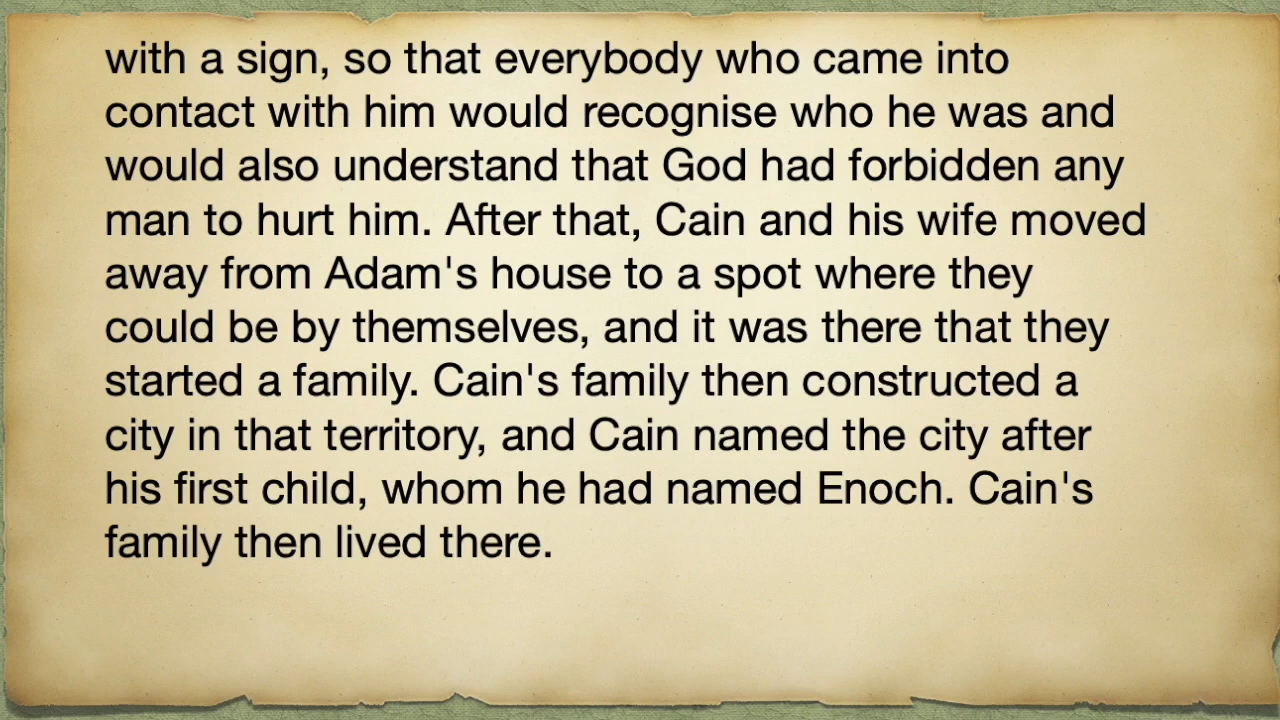 with a sign, so that everybody who came into
contact with him would recognise who he was and
would also understand that God had forbidden any
man to hurt him. After that, Cain and his wife moved
away from Adam's house to a spot where they
could be by themselves, and it was there that they
started a family. Cain's family then constructed a
city in that territory, and Cain named the city after
his first child, whom he had named Enoch. Cain's
family then lived there.